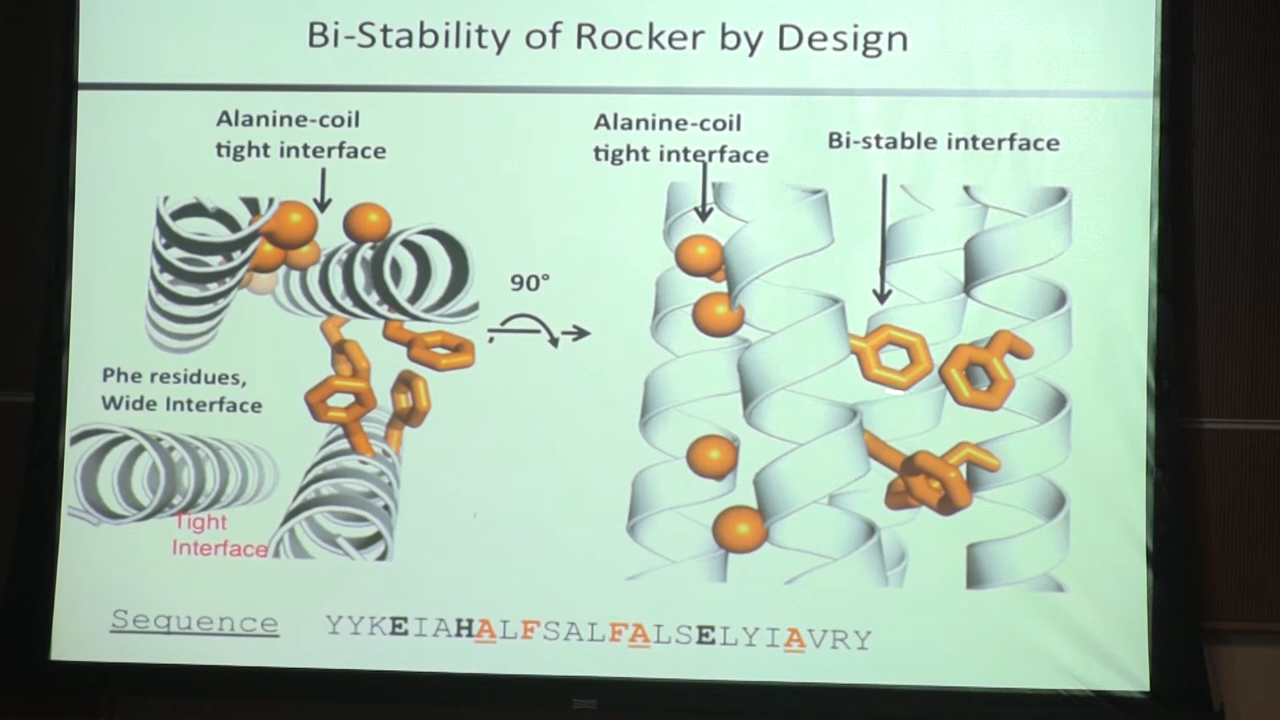 Bi-Stability of Rocker by Design
Alanine-coil
tight interface
Alanine-coil
tight interface
Bi-stable interface
90°
Phe residues,
Wide Interface
Tight
Interface
Sequence YYKEIAHALFSALFALSELYIAVRY